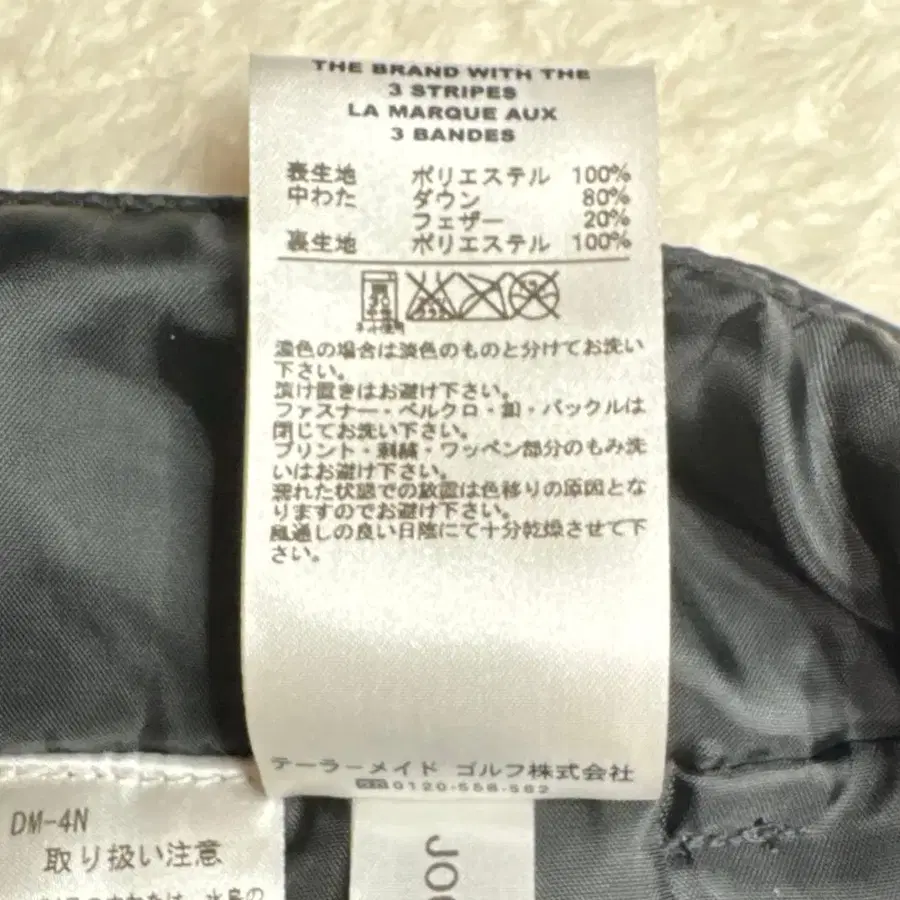 THE BRAND WITH THE
3 STRIPES
LA MARQUE AUX
3 BANDES
表生地 ポリエステル 100%
中わた ダウン 80%
フェザー 20%
裏生地 ポリエステル 100%
ネット使用
濃色の場合は淡色のものと分けてお洗い
下さい。
漬け置きはお避け下さい。
ファスナー・ベルクロ・釦・バックルは
閉じてお洗い下さい。
プリント・刺繍・ワッペン部分のもみ洗
いはお避け下さい。
濡れた状態での放置は色移りの原因とな
りますのでお避け下さい。
風通しの良い日陰にて十分乾燥させて下
さい。
テーラーメイド ゴルフ株式会社
0120-558-562
DM-4N
取り扱い注意
JO